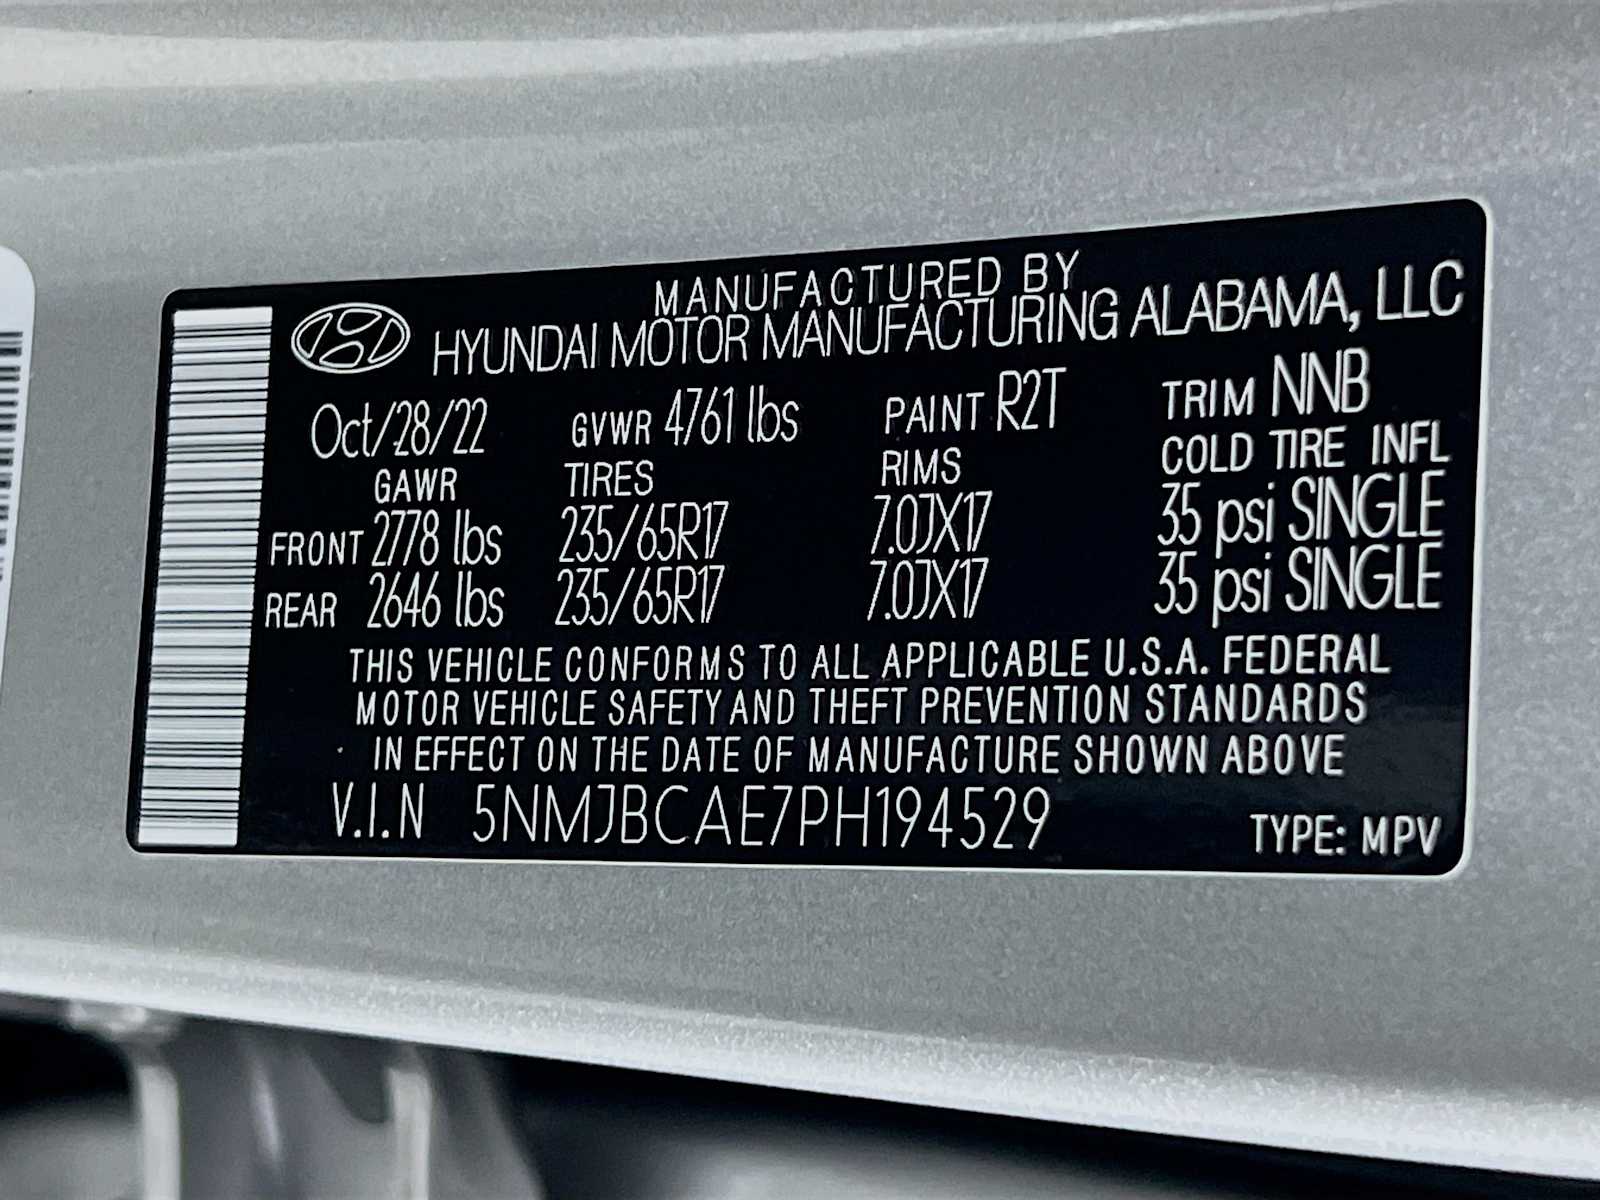 MANUFACTURED BY
HYUNDAI MOTOR MANUFACTURING ALABAMA, LLC
Oct/28/22 GVWR 4761 lbs PAINT R2T TRIM NNB
GAWR TIRES RIMS COLD TIRE INFL
FRONT 2778 lbs 235/65R17 7.0JX17 35 psi SINGLE
REAR 2646 lbs 235/65R17 7.0JX17 35 psi SINGLE
THIS VEHICLE CONFORMS TO ALL APPLICABLE U.S.A. FEDERAL
MOTOR VEHICLE SAFETY AND THEFT PREVENTION STANDARDS
IN EFFECT ON THE DATE OF MANUFACTURE SHOWN ABOVE
V.I.N 5NMJBCAE7PH194529 TYPE: MPV